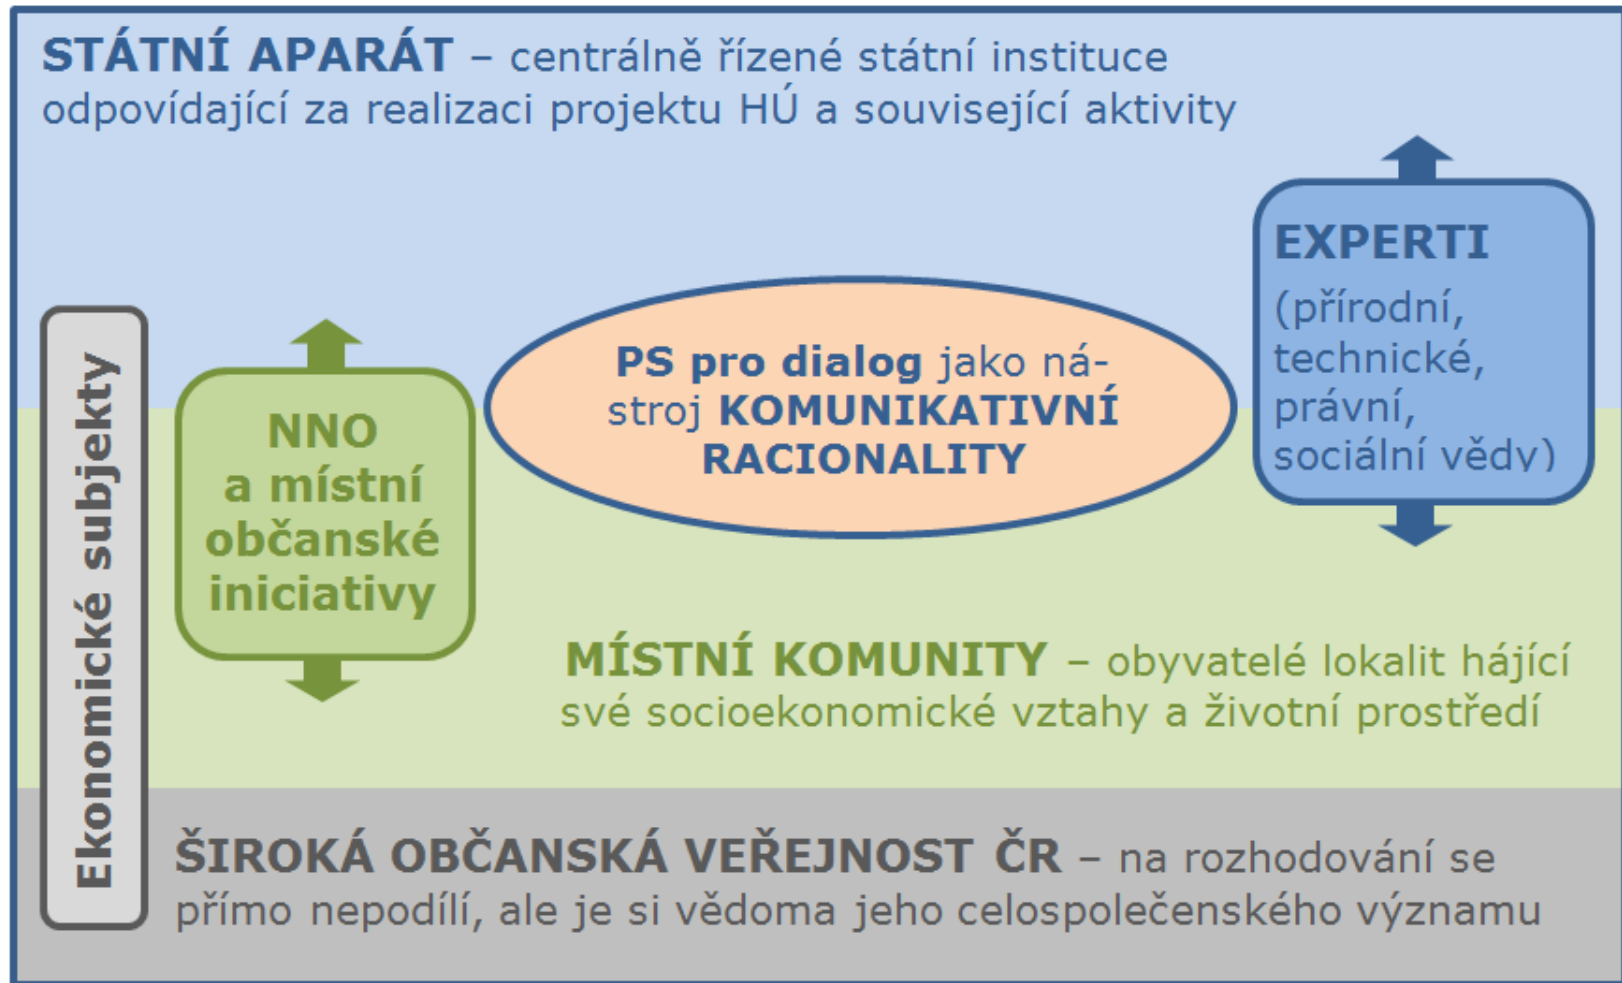 STÁTNÍ APARÁT – centrálně řízené státní instituce
odpovídající za realizaci projektu HÚ a související aktivity
EXPERTI
(přírodní,
technické,
právní,
sociální vědy)
PS pro dialog jako ná-
stroj KOMUNIKATIVNÍ
RACIONALITY
NNO
a místní
občanské
iniciativy
Ekonomické subjekty
MÍSTNÍ KOMUNITY – obyvatelé lokalit hájící
své socioekonomické vztahy a životní prostředí
ŠIROKÁ OBČANSKÁ VEŘEJNOST ČR – na rozhodování se
přímo nepodílí, ale je si vědoma jeho celospolečenského významu